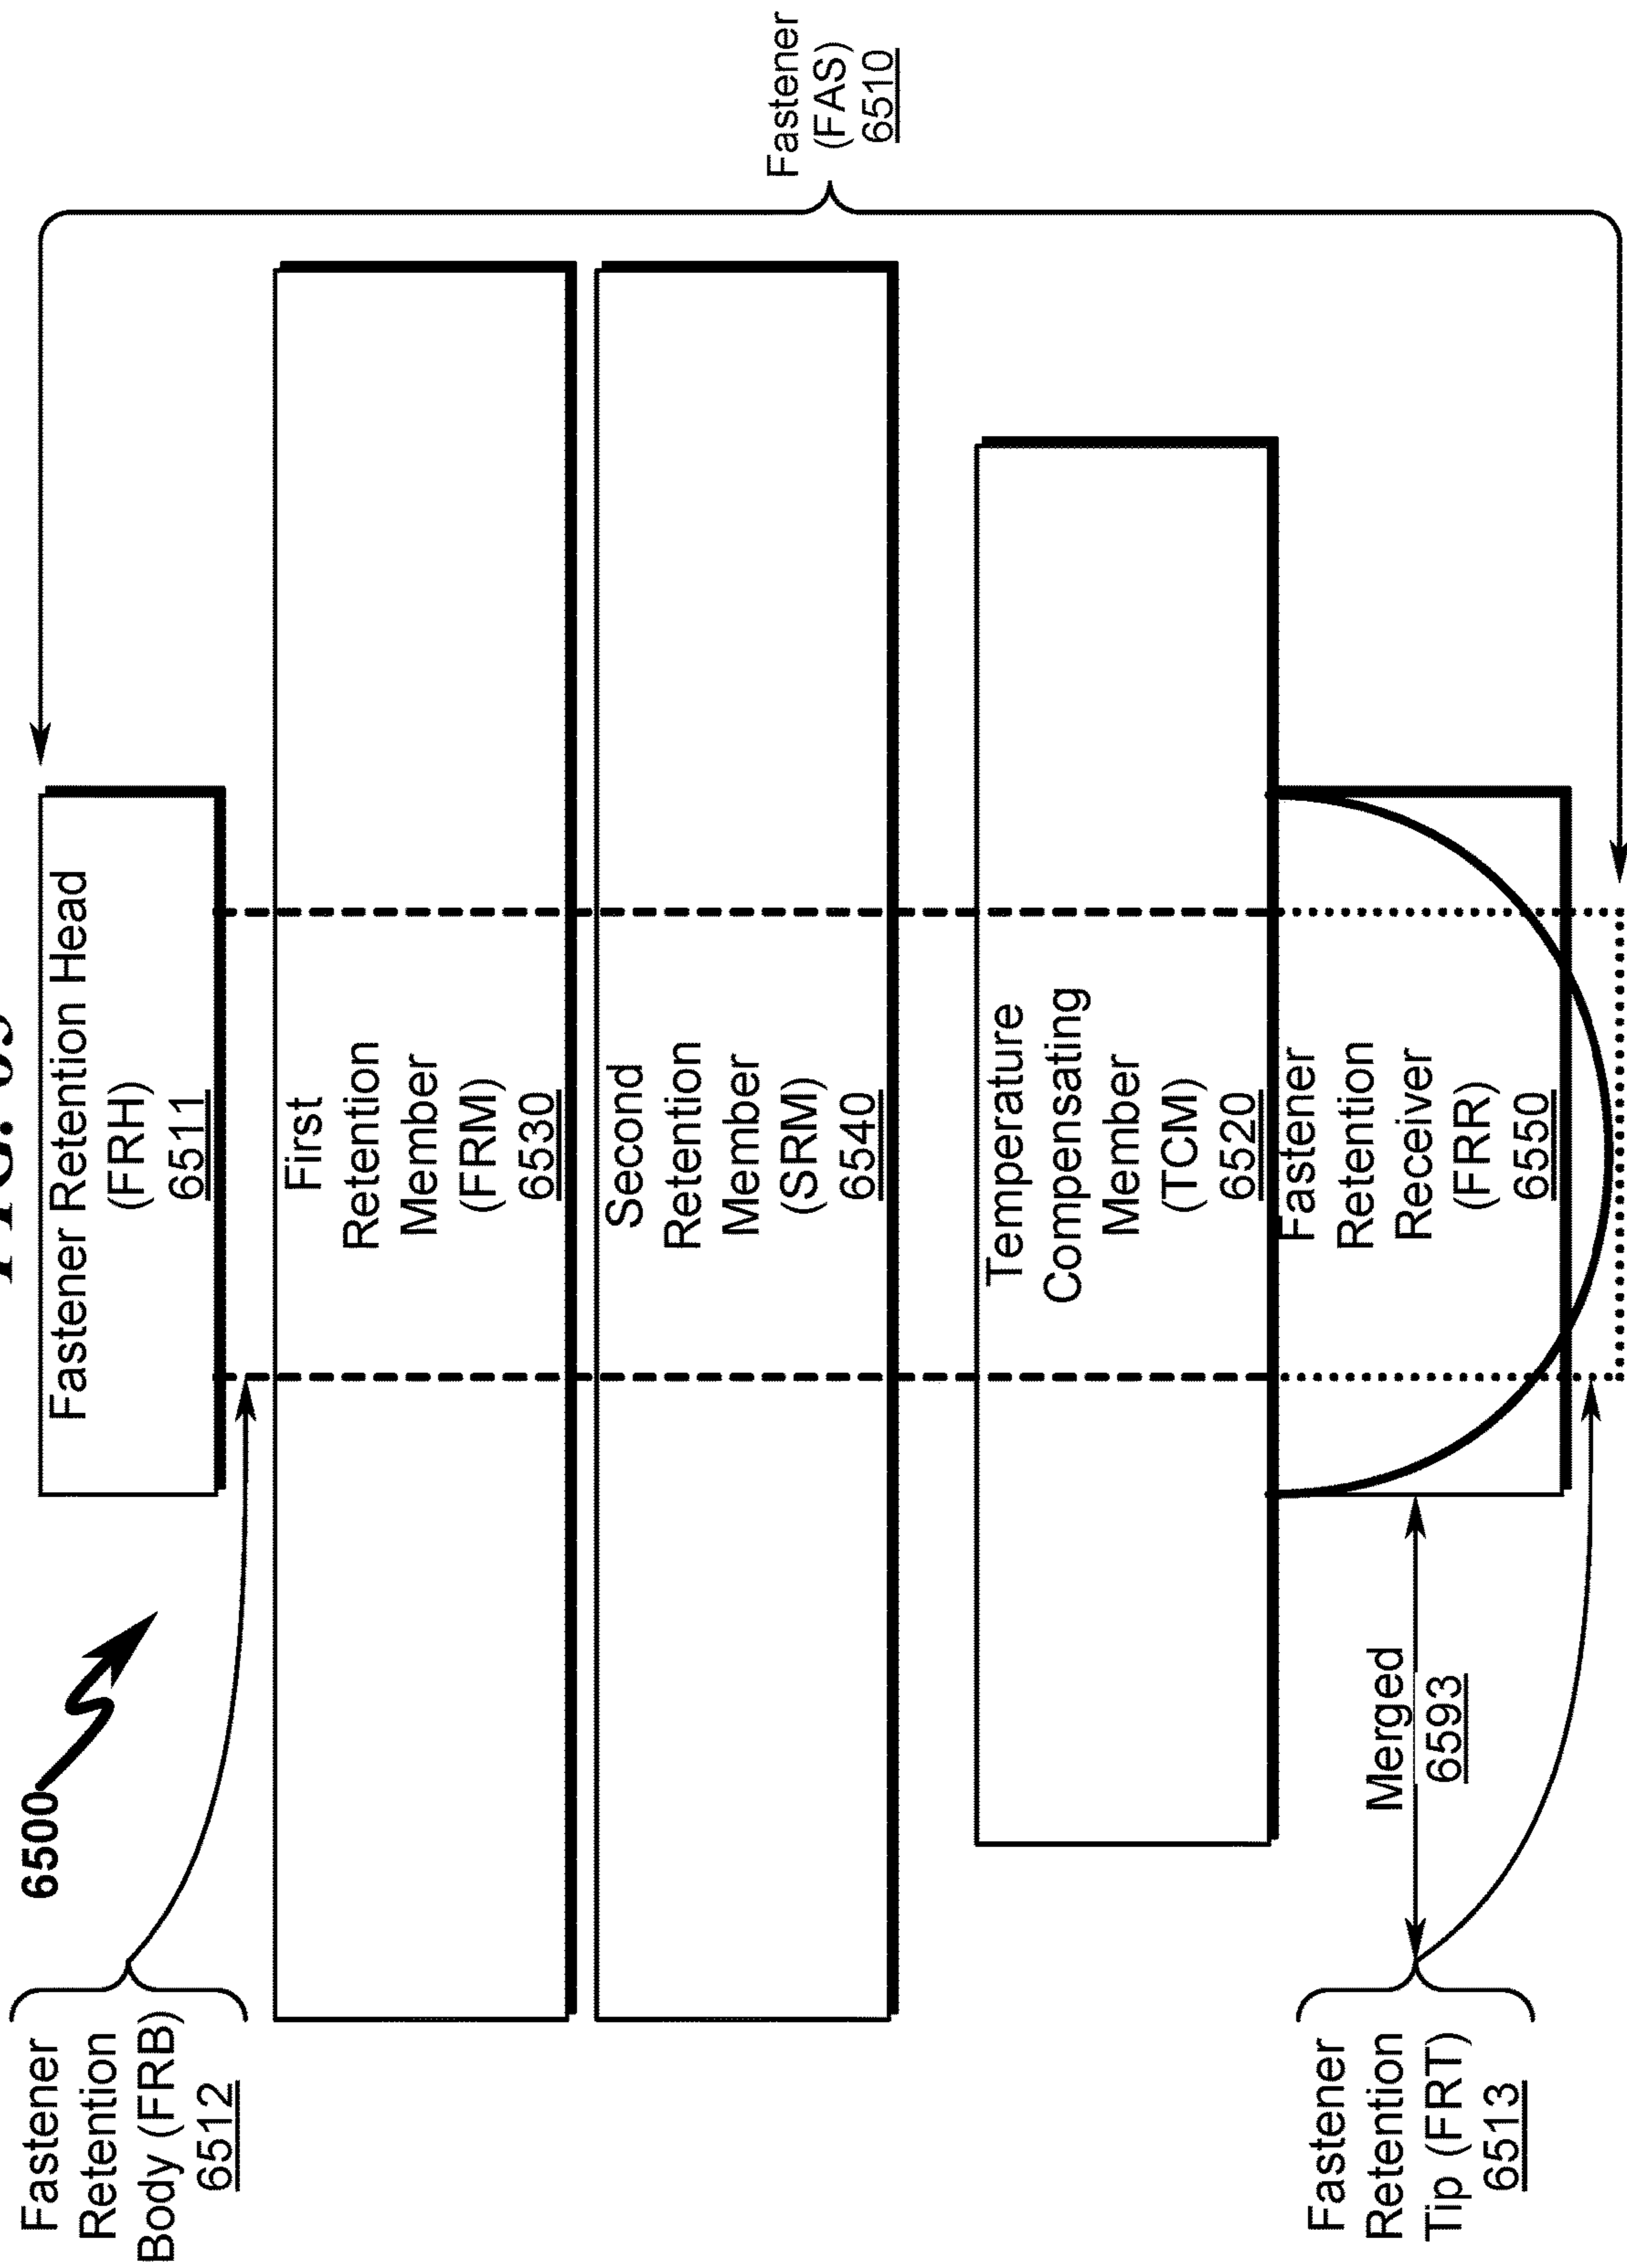 FIG. 65
6500
Fastener
Retention
Body (FRB)
6512
Fastener Retention Head
(FRH)
6511
First
Retention
Member
(FRM)
6530
Second
Retention
Member
(SRM)
6540
Fastener
(FAS)
6510
Temperature
Compensating
Member
(TCM)
6520
Fastener
Retention
Receiver
(FRR)
6550
Merged
6593
Fastener
Retention
Tip (FRT)
6513